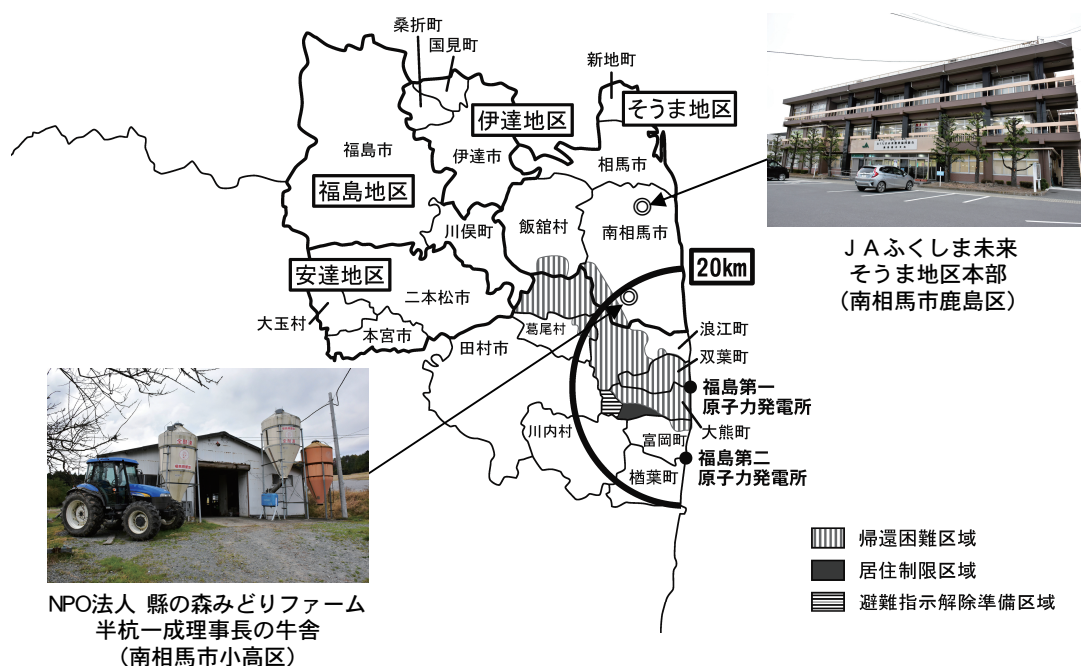 桑折町
国見町
新地町
伊達地区
そうま地区
福島市
伊達市
相馬市
福島地区
川俣町
飯舘村
南相馬市
JAふくしま未来
そうま地区本部
(南相馬市鹿島区)
安達地区
20km
二本松市
大玉村
本宮市
田村市
葛尾村
浪江町
双葉町
福島第一
原子力発電所
大熊町
川内村
富岡町
福島第二
原子力発電所
楢葉町
帰還困難区域
居住制限区域
避難指示解除準備区域
NPO法人 縣の森みどりファーム
半杭一成理事長の牛舎
(南相馬市小高区)